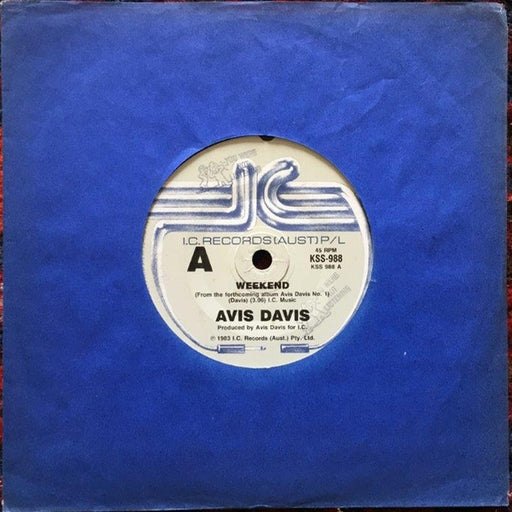 IC
I.C. RECORDS (AUST) P/L
A
45 RPM
KSS-988
KSS 988 A
WEEKEND
(From the forthcoming album Avis Davis No. 1)
(Davis) (3.06) I.C. Music
AVIS DAVIS
Produced by Avis Davis for I.C.
℗ 1983 I.C. Records (Aust.) Pty. Ltd.